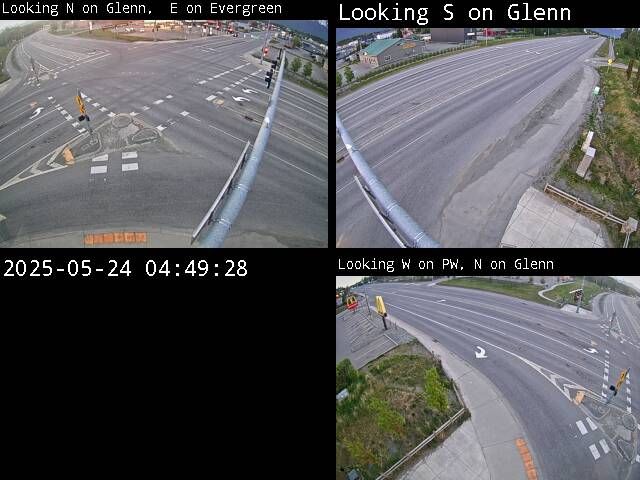 Looking N on Glenn,  E on Evergreen
Looking S on Glenn
2025-05-24 04:49:28
Looking W on PW, N on Glenn